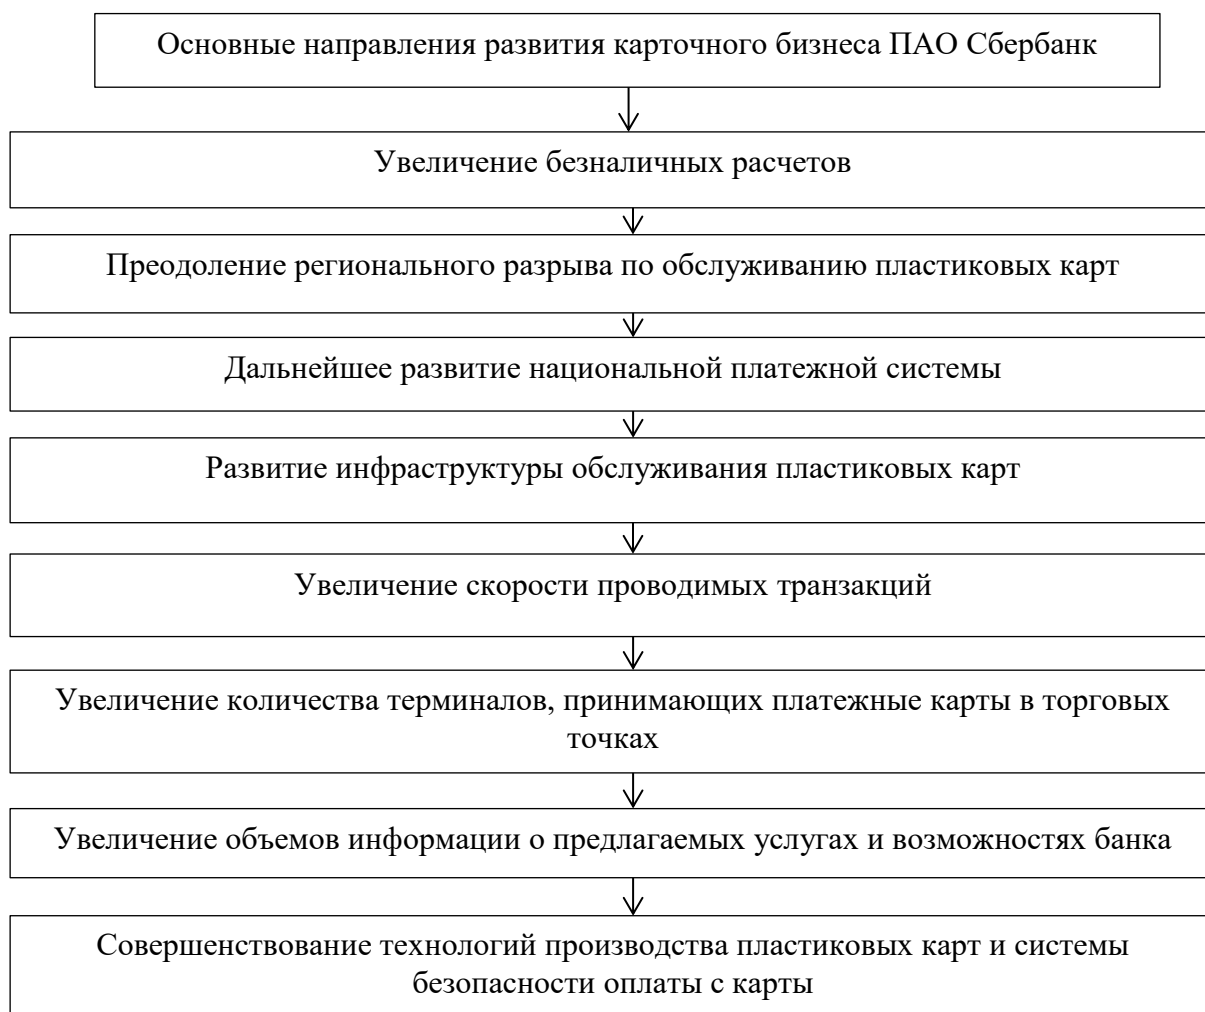 Основные направления развития карточного бизнеса ПАО Сбербанк
Увеличение безналичных расчетов
Преодоление регионального разрыва по обслуживанию пластиковых карт
Дальнейшее развитие национальной платежной системы
Развитие инфраструктуры обслуживания пластиковых карт
Увеличение скорости проводимых транзакций
Увеличение количества терминалов, принимающих платежные карты в торговых
точках
Увеличение объемов информации о предлагаемых услугах и возможностях банка
Совершенствование технологий производства пластиковых карт и системы
безопасности оплаты с карты